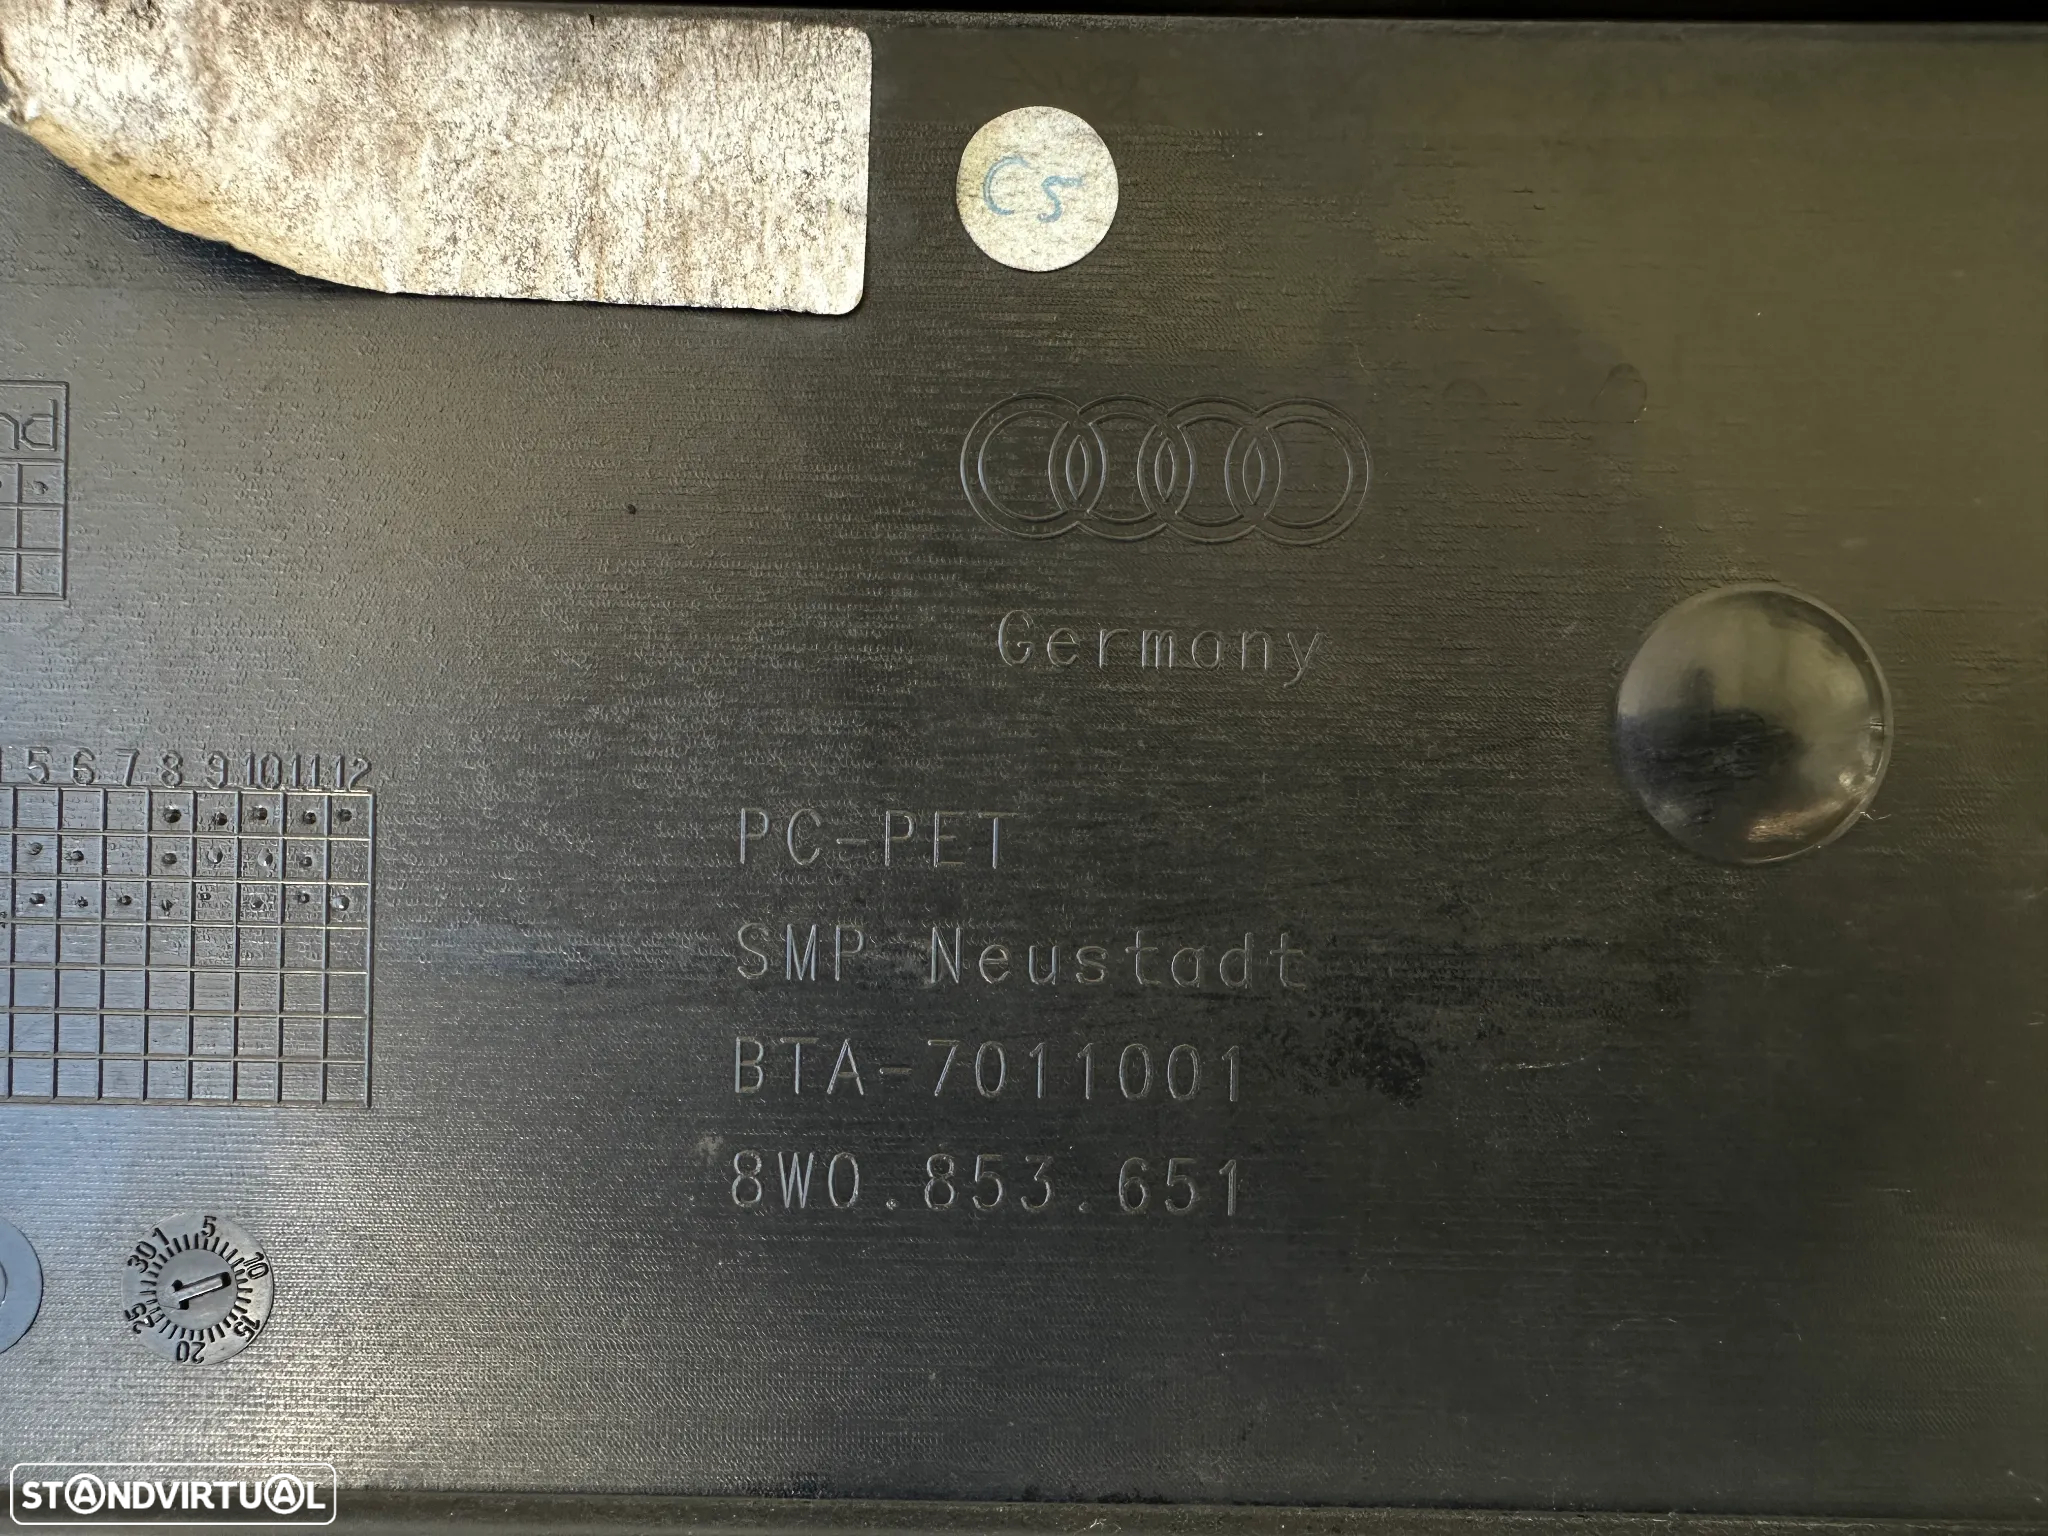 C5
Germany
5 6 7 8 9 10 11 12
PC-PET
SMP Neustadt
BTA-7011001
8W0.853.651
1 5 10 15 20 25 30
STANDVIRTUAL